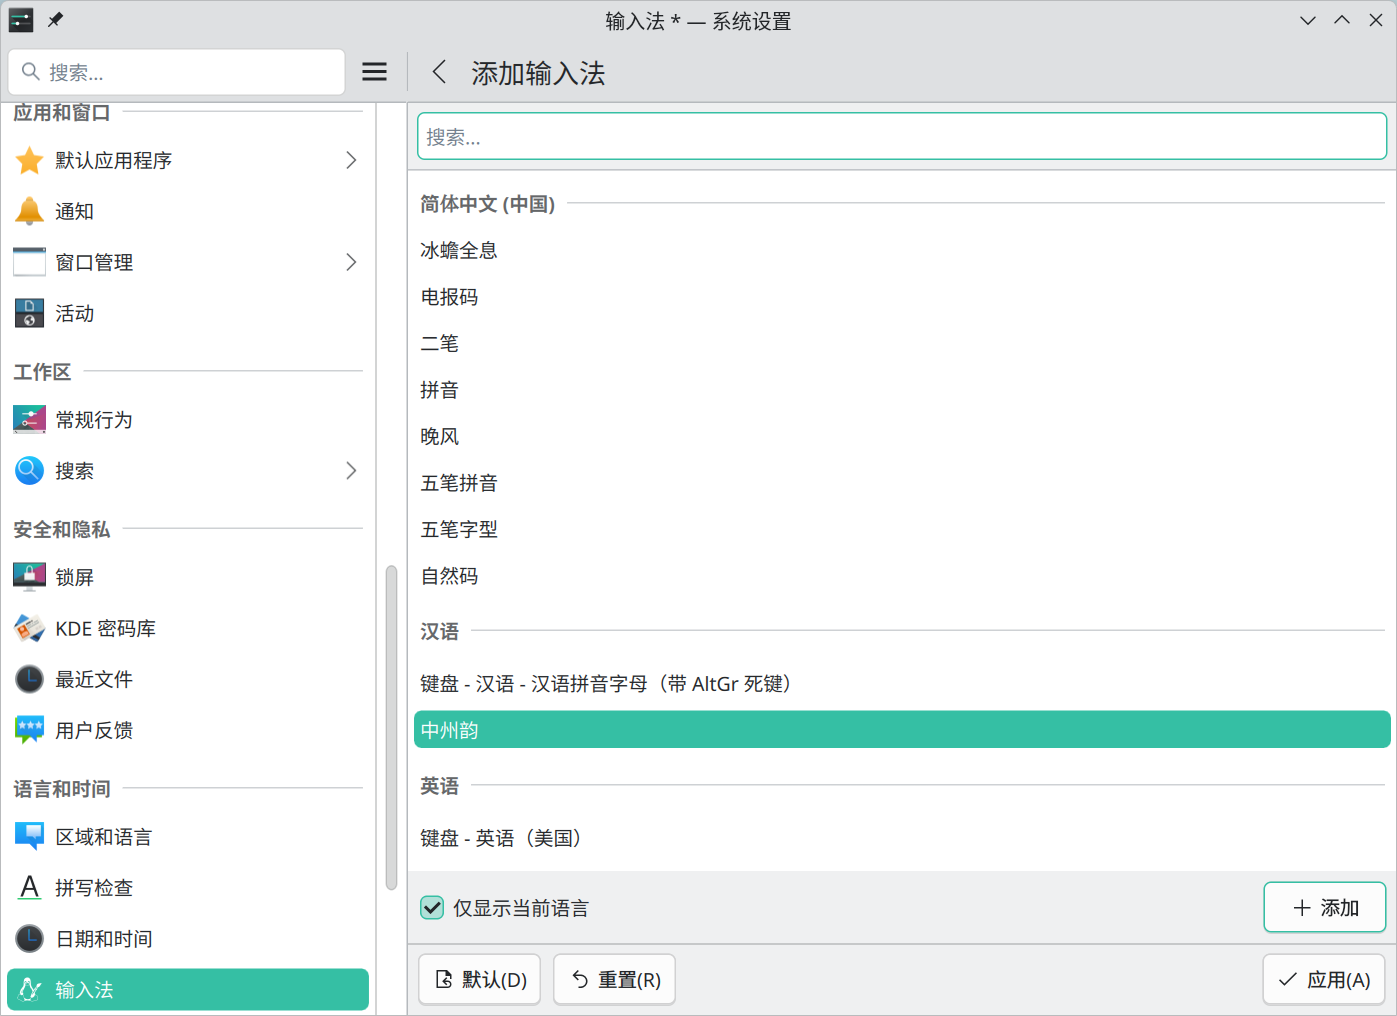 输入法 * — 系统设置
搜索...
添加输入法
应用和窗口
默认应用程序
通知
窗口管理
活动
工作区
常规行为
搜索
安全和隐私
锁屏
KDE 密码库
最近文件
用户反馈
语言和时间
区域和语言
拼写检查
日期和时间
输入法
搜索...
简体中文 (中国)
冰蟾全息
电报码
二笔
拼音
晚风
五笔拼音
五笔字型
自然码
汉语
键盘 - 汉语 - 汉语拼音字母（带 AltGr 死键）
中州韵
英语
键盘 - 英语（美国）
仅显示当前语言
添加
默认(D)
重置(R)
应用(A)